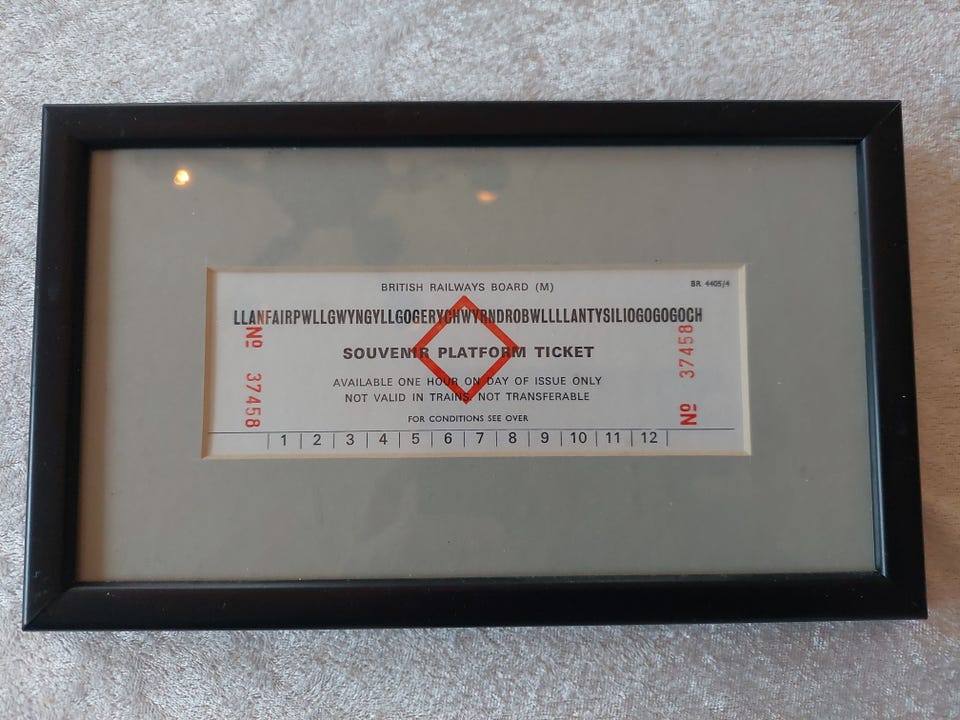 BRITISH RAILWAYS BOARD (M)
BR 4405/4
LLANFAIRPWLLGWYNGYLLGOGERYCHWYRNDROBWLLLLANTYSILIOGOGOGOCH
SOUVENIR PLATFORM TICKET
AVAILABLE ONE HOUR ON DAY OF ISSUE ONLY
NOT VALID IN TRAINS. NOT TRANSFERABLE
FOR CONDITIONS SEE OVER
1 2 3 4 5 6 7 8 9 10 11 12
Nº 37458
Nº 37458